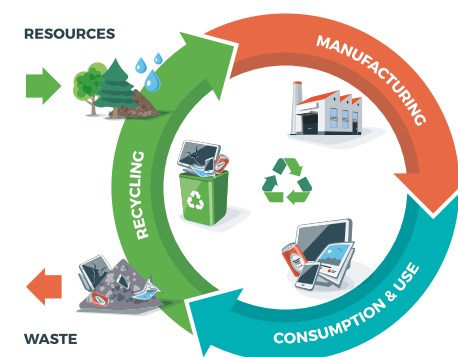 RESOURCES
MANUFACTURING
RECYCLING
CONSUMPTION & USE
WASTE